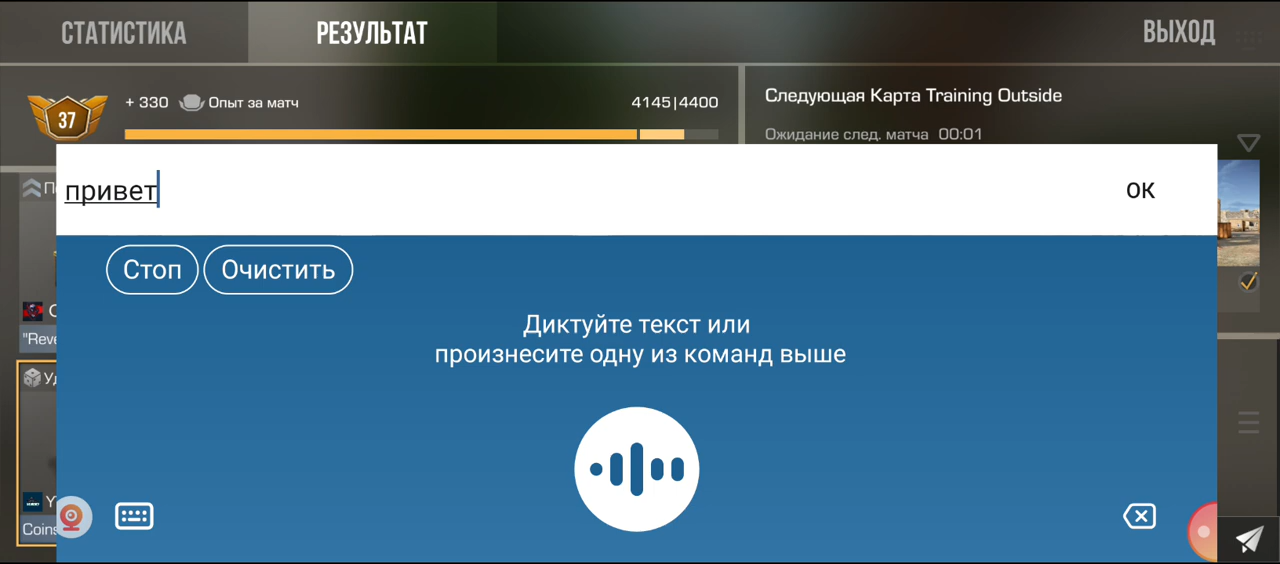 СТАТИСТИКА
РЕЗУЛЬТАТ
ВЫХОД
37
+ 330 Опыт за матч
4145|4400
Следующая Карта Training Outside
Ожидание след. матча 00:01
привет
ОК
Стоп
Очистить
Диктуйте текст или
произнесите одну из команд выше
Coins